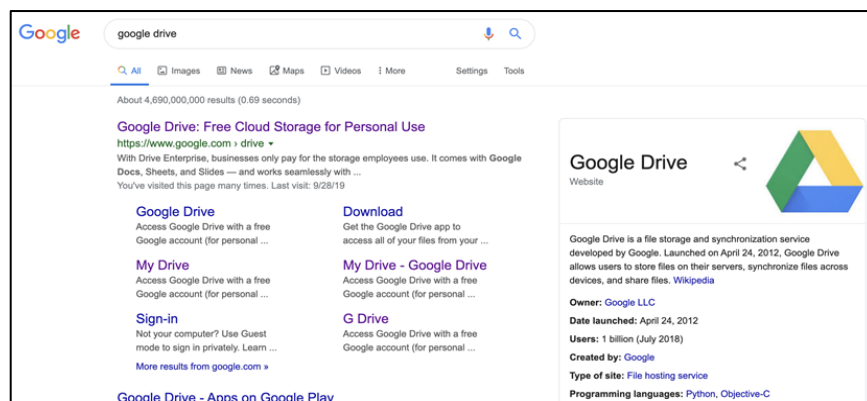 Google
google drive
All Images News Maps Videos More Settings Tools
About 4,690,000,000 results (0.69 seconds)
Google Drive: Free Cloud Storage for Personal Use
https://www.google.com › drive
With Drive Enterprise, businesses only pay for the storage employees use. It comes with Google
Docs, Sheets, and Slides — and works seamlessly with ...
You've visited this page many times. Last visit: 9/28/19
Google Drive
Access Google Drive with a free
Google account (for personal ...
Download
Get the Google Drive app to
access all of your files from your ...
My Drive
Access Google Drive with a free
Google account (for personal ...
My Drive - Google Drive
Access Google Drive with a free
Google account (for personal ...
Sign-in
Not your computer? Use Guest
mode to sign in privately. Learn ...
G Drive
Access Google Drive with a free
Google account (for personal ...
More results from google.com »
Google Drive - Apps on Google Play
Google Drive
Website
Google Drive is a file storage and synchronization service
developed by Google. Launched on April 24, 2012, Google Drive
allows users to store files on their servers, synchronize files across
devices, and share files. Wikipedia
Owner: Google LLC
Date launched: April 24, 2012
Users: 1 billion (July 2018)
Created by: Google
Type of site: File hosting service
Programming languages: Python, Objective-C